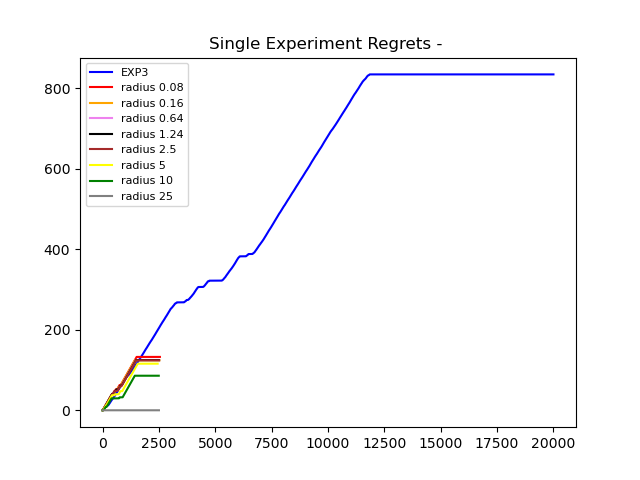 Single Experiment Regrets -
EXP3
radius 0.08
radius 0.16
radius 0.64
radius 1.24
radius 2.5
radius 5
radius 10
radius 25
800
600
400
200
0
0 2500 5000 7500 10000 12500 15000 17500 20000